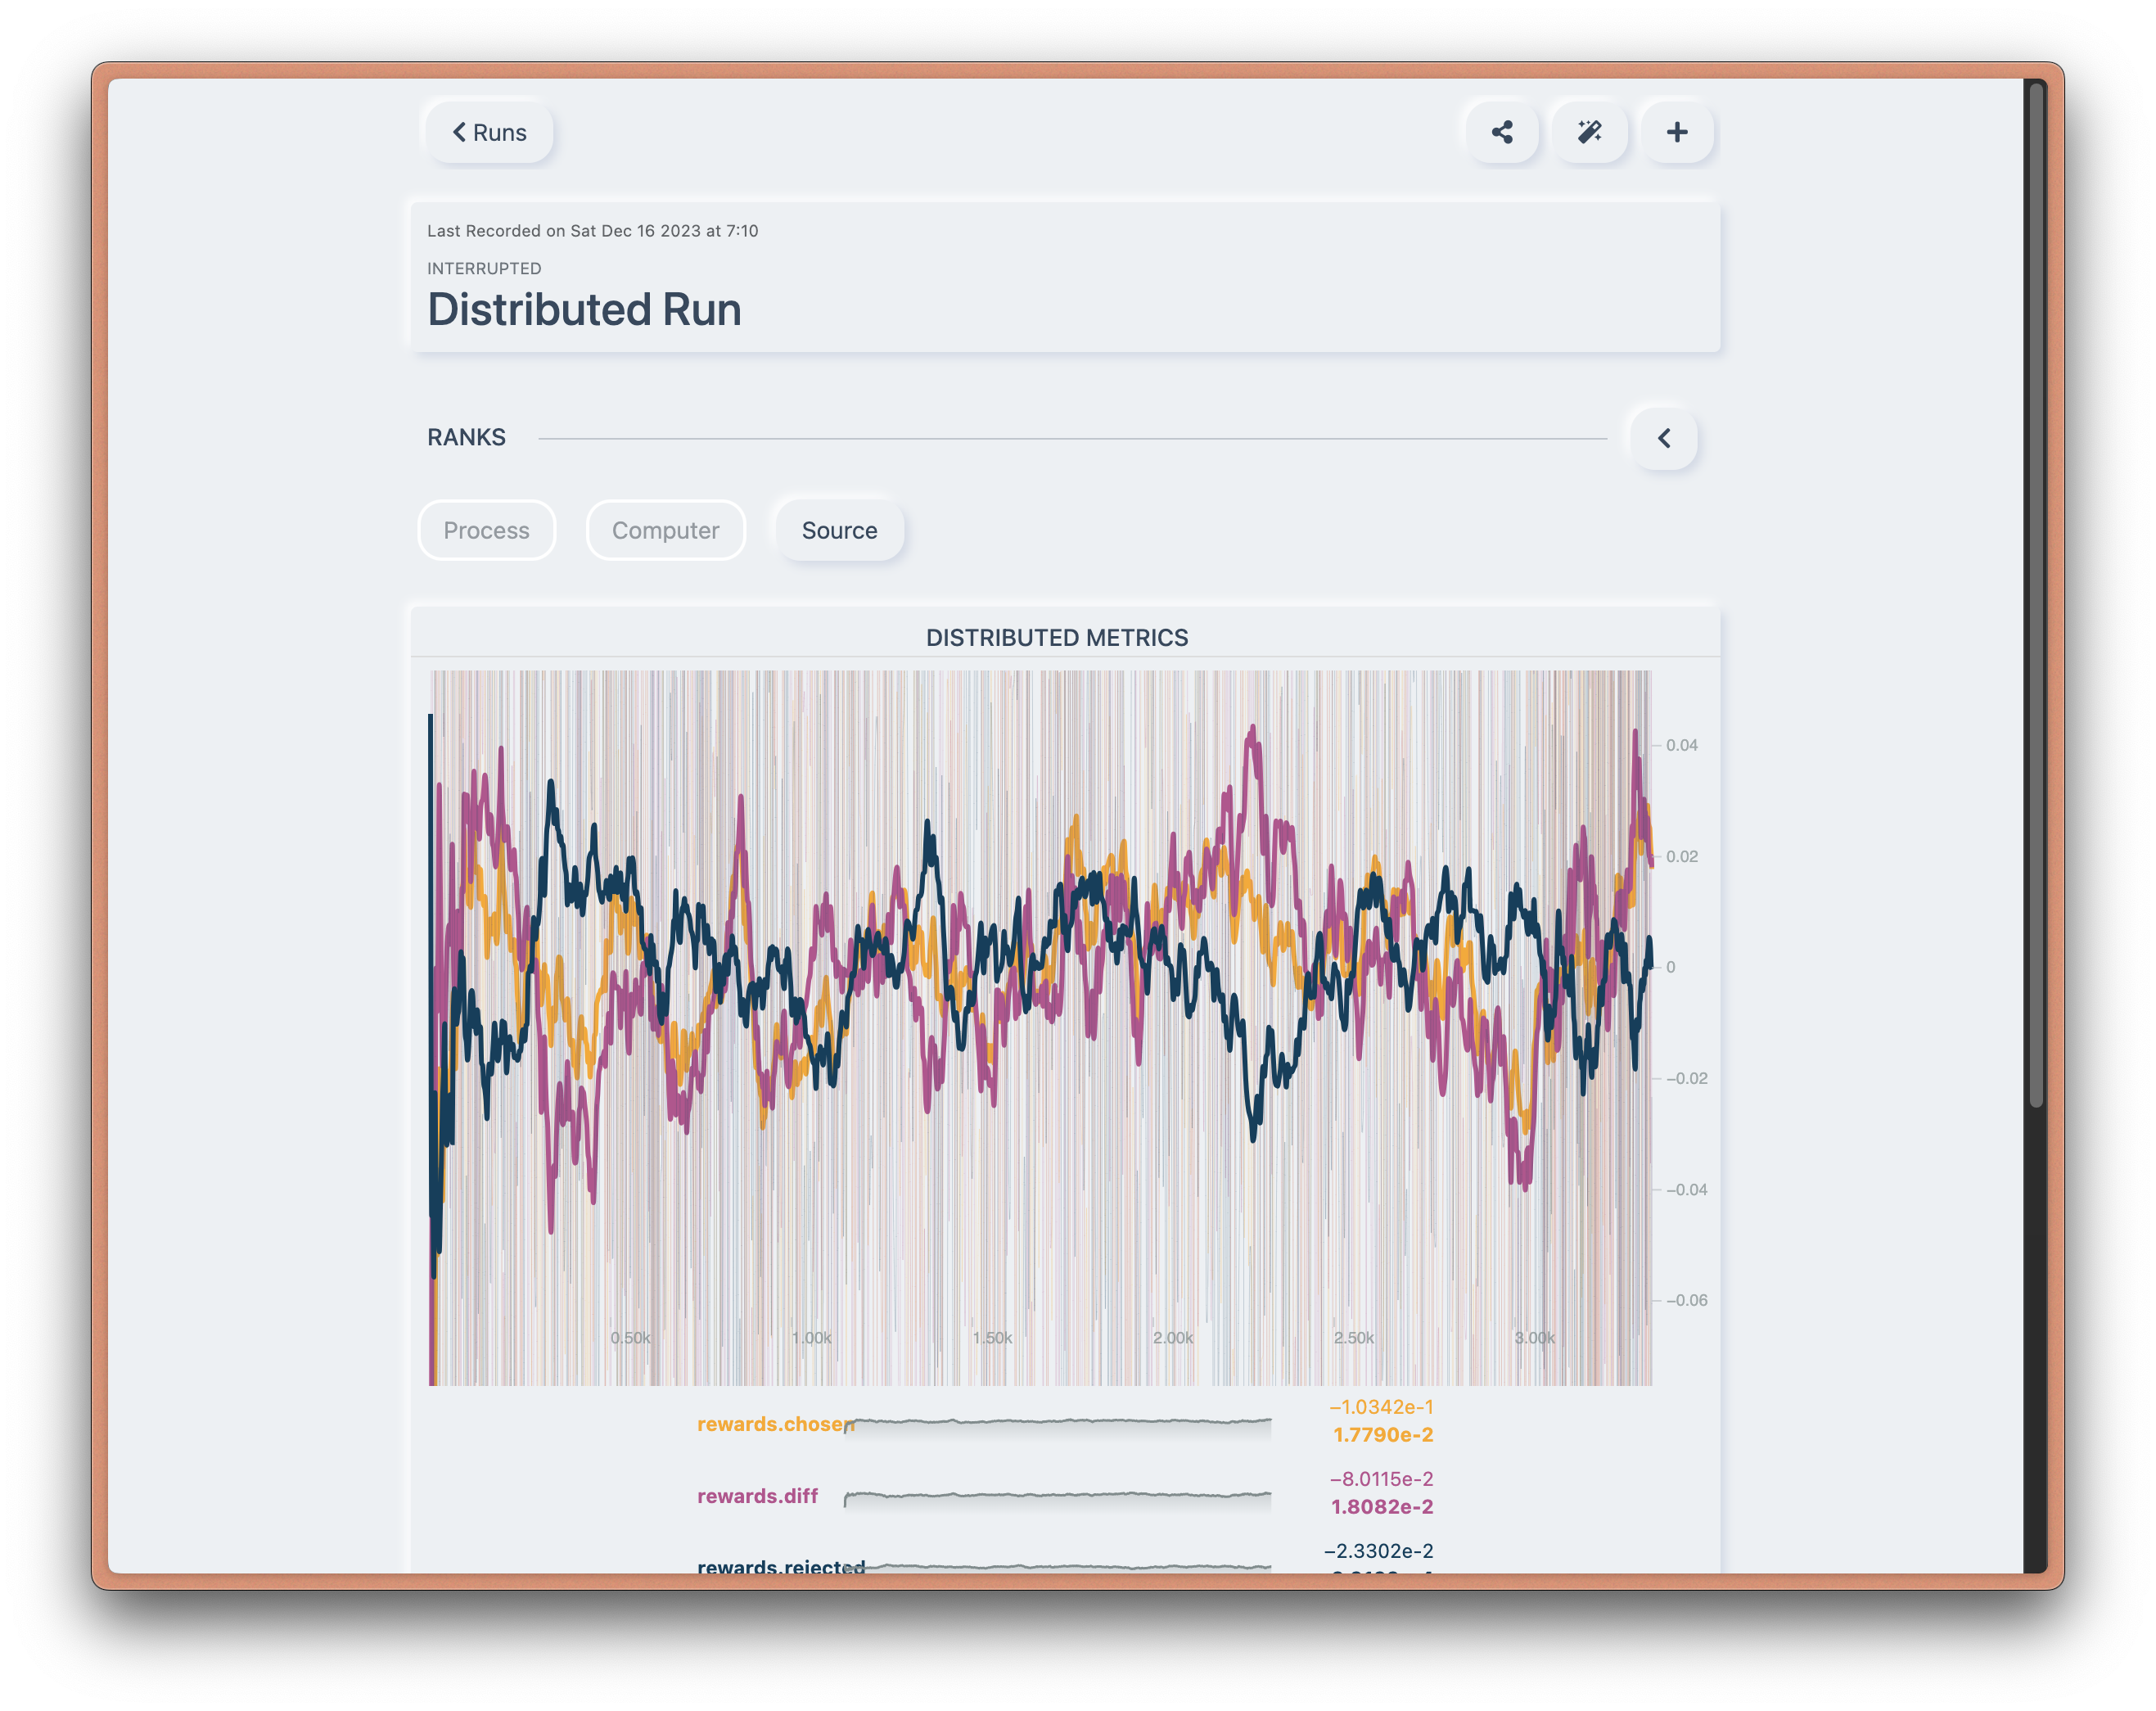 Runs
Last Recorded on Sat Dec 16 2023 at 7:10
INTERRUPTED
Distributed Run
RANKS
Process
Computer
Source
DISTRIBUTED METRICS
0.04
0.02
0
−0.02
−0.04
−0.06
0.50k
1.00k
1.50k
2.00k
2.50k
3.00k
rewards.chosen
−1.0342e-1
1.7790e-2
rewards.diff
−8.0115e-2
1.8082e-2
rewards.rejected
−2.3302e-2